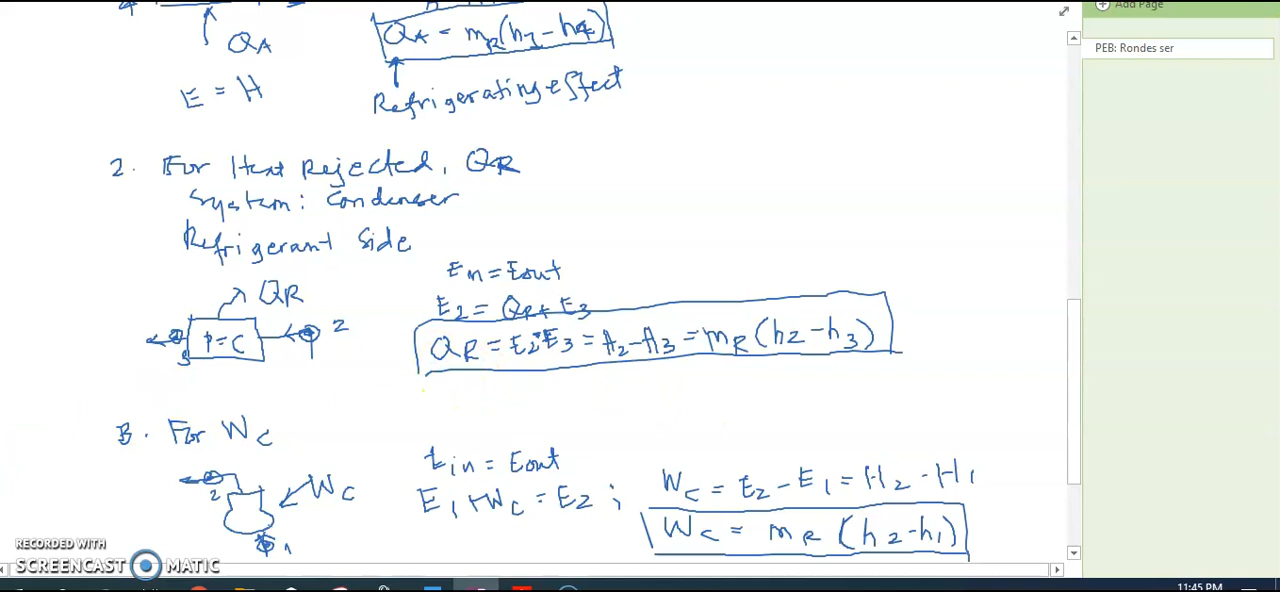 Add Page
PEB: Rondes ser
QA
QA = mR(h1-h4)
E = H
Refrigerating effect
2. For Heat Rejected, QR
System: Condenser
Refrigerant Side
QR
P=C
2
3
Ein = Eout
E2 = QR + E3
QR = E2-E3 = H2-H3 = mR(h2-h3)
B. For Wc
2
Wc
1
Ein = Eout
E1 + Wc = E2 ;
Wc = E2 - E1 = H2 - H1
Wc = mR (h2-h1)
RECORDED WITH
SCREENCAST MATIC
11:45 PM